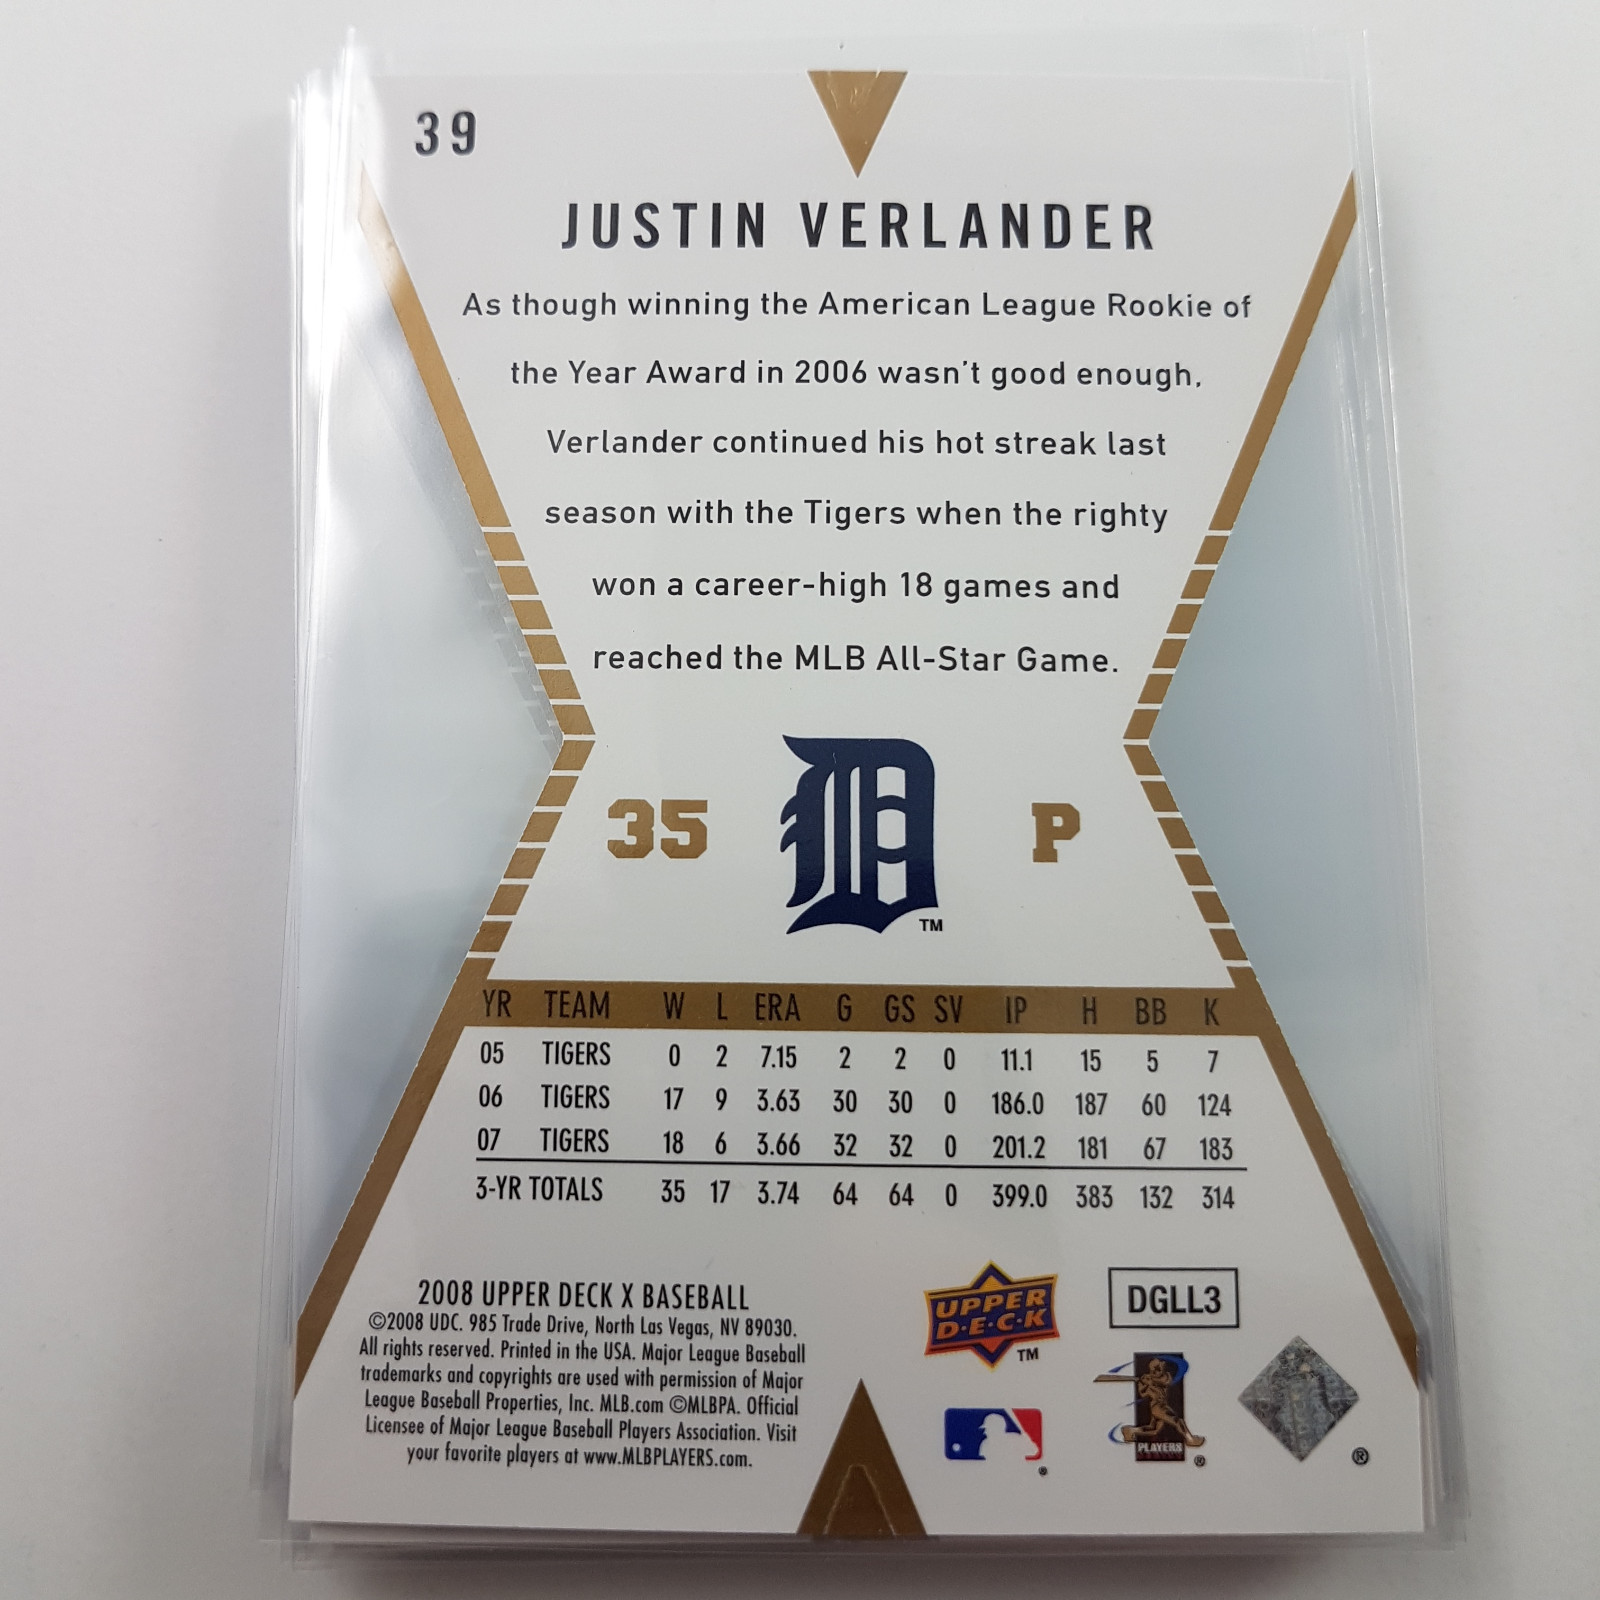 39
JUSTIN VERLANDER
As though winning the American League Rookie of
the Year Award in 2006 wasn't good enough,
Verlander continued his hot streak last
season with the Tigers when the righty
won a career-high 18 games and
reached the MLB All-Star Game.
35 D P
TM
YR TEAM W L ERA G GS SV IP H BB K
05 TIGERS 0 2 7.15 2 2 0 11.1 15 5 7
06 TIGERS 17 9 3.63 30 30 0 186.0 187 60 124
07 TIGERS 18 6 3.66 32 32 0 201.2 181 67 183
3-YR TOTALS 35 17 3.74 64 64 0 399.0 383 132 314
2008 UPPER DECK X BASEBALL
©2008 UDC. 985 Trade Drive, North Las Vegas, NV 89030.
All rights reserved. Printed in the USA. Major League Baseball
trademarks and copyrights are used with permission of Major
League Baseball Properties, Inc. MLB.com ©MLBPA. Official
Licensee of Major League Baseball Players Association. Visit
your favorite players at www.MLBPLAYERS.com.
UPPER
D·E·C·K
TM
DGLL3
PLAYERS
®
®
®